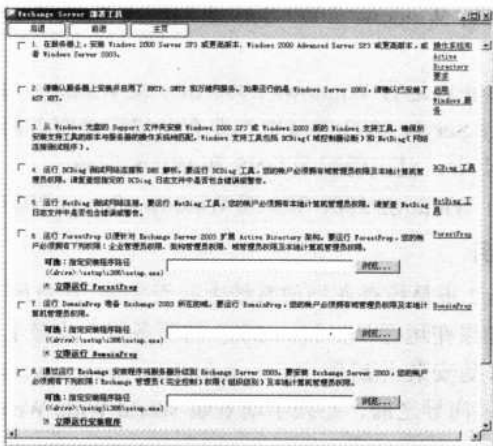 Exchange Server 部署工具
后退 前进 主页
1. 在服务器上，安装 Windows 2000 Server SP3 或更高版本、Windows 2000 Advanced Server SP3 或更高版本，或
者 Windows Server 2003。
操作系统和
Active
Directory
要求
2. 请确认服务器上安装并启用了 NNTP、SMTP 和万维网服务。如果运行的是 Windows Server 2003，请确认已安装了
ASP NET。
启用
Windows 服
务
3. 从 Windows 光盘的 Support 文件夹安装 Windows 2000 SP3 或 Windows 2003 版的 Windows 支持工具。确保所
安装支持工具的版本与服务器的操作系统相匹配。Windows 支持工具包括 DCDiag(域控制器诊断) 和 NetDiag(网络
连接测试程序)。
4. 运行 DCDiag 测试网络连接和 DNS 解析。要运行 DCDiag 工具，您的帐户必须拥有域管理员权限和本地计算机管
理员权限。请复查您指定的 DCDiag 日志文件中是否包含错误或警告。
DCDiag 工具
5. 运行 NetDiag 测试网络连接。要运行 NetDiag 工具，您的帐户必须拥有本地计算机管理员权限。请复查 NetDiag
日志文件中是否包含错误或警告。
NetDiag 工
具
6. 运行 ForestPrep 以便针对 Exchange Server 2003 扩展 Active Directory 架构。要运行 ForestPrep，您的帐
户必须拥有下列权限：企业管理员权限、架构管理员权限、域管理员权限及本地计算机管理员权限。
ForestPrep
可选：指定安装程序路径
(<drive>:\setup\i386\setup.exe)
浏览...
立即运行 ForestPrep
7. 运行 DomainPrep 准备 Exchange 2003 所在的域。要运行 DomainPrep，您的帐户必须拥有域管理员权限及本地计
算机管理员权限。
DomainPrep
可选：指定安装程序路径
(<drive>:\setup\i386\setup.exe)
浏览...
立即运行 DomainPrep
8. 通过运行 Exchange 安装程序将服务器升级到 Exchange Server 2003。要安装 Exchange Server 2003，您的帐户
必须拥有下列权限：Exchange 管理员(完全控制)权限(组织级别)及本地计算机管理员权限。
可选：指定安装程序路径
(<drive>:\setup\i386\setup.exe)
浏览...
立即运行安装程序